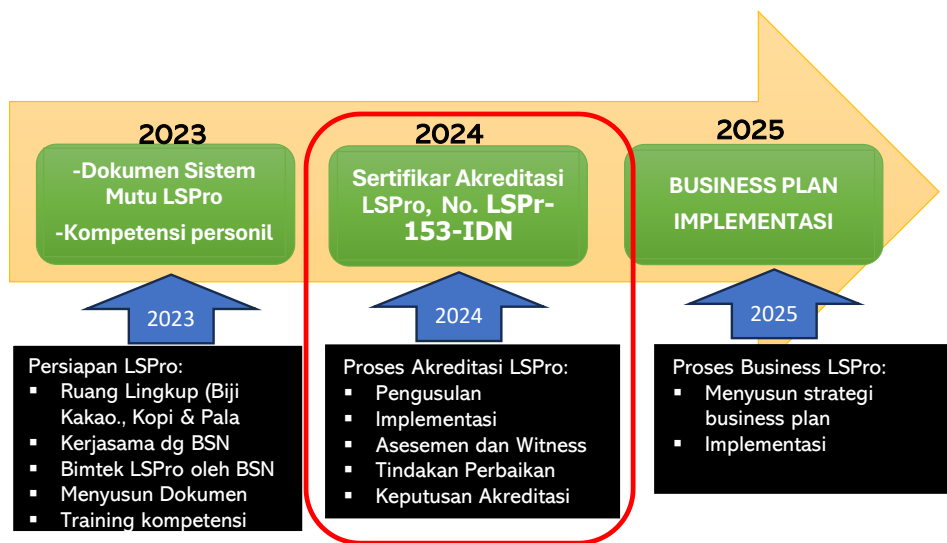 2023
-Dokumen Sistem
Mutu LSPro
-Kompetensi personil
2024
Sertifikar Akreditasi
LSPro, No. LSPr-
153-IDN
2025
BUSINESS PLAN
IMPLEMENTASI
2023
2024
2025
Persiapan LSPro:
▪ Ruang Lingkup (Biji
Kakao., Kopi & Pala
▪ Kerjasama dg BSN
▪ Bimtek LSPro oleh BSN
▪ Menyusun Dokumen
▪ Training kompetensi
Proses Akreditasi LSPro:
▪ Pengusulan
▪ Implementasi
▪ Asesemen dan Witness
▪ Tindakan Perbaikan
▪ Keputusan Akreditasi
Proses Business LSPro:
▪ Menyusun strategi
business plan
▪ Implementasi